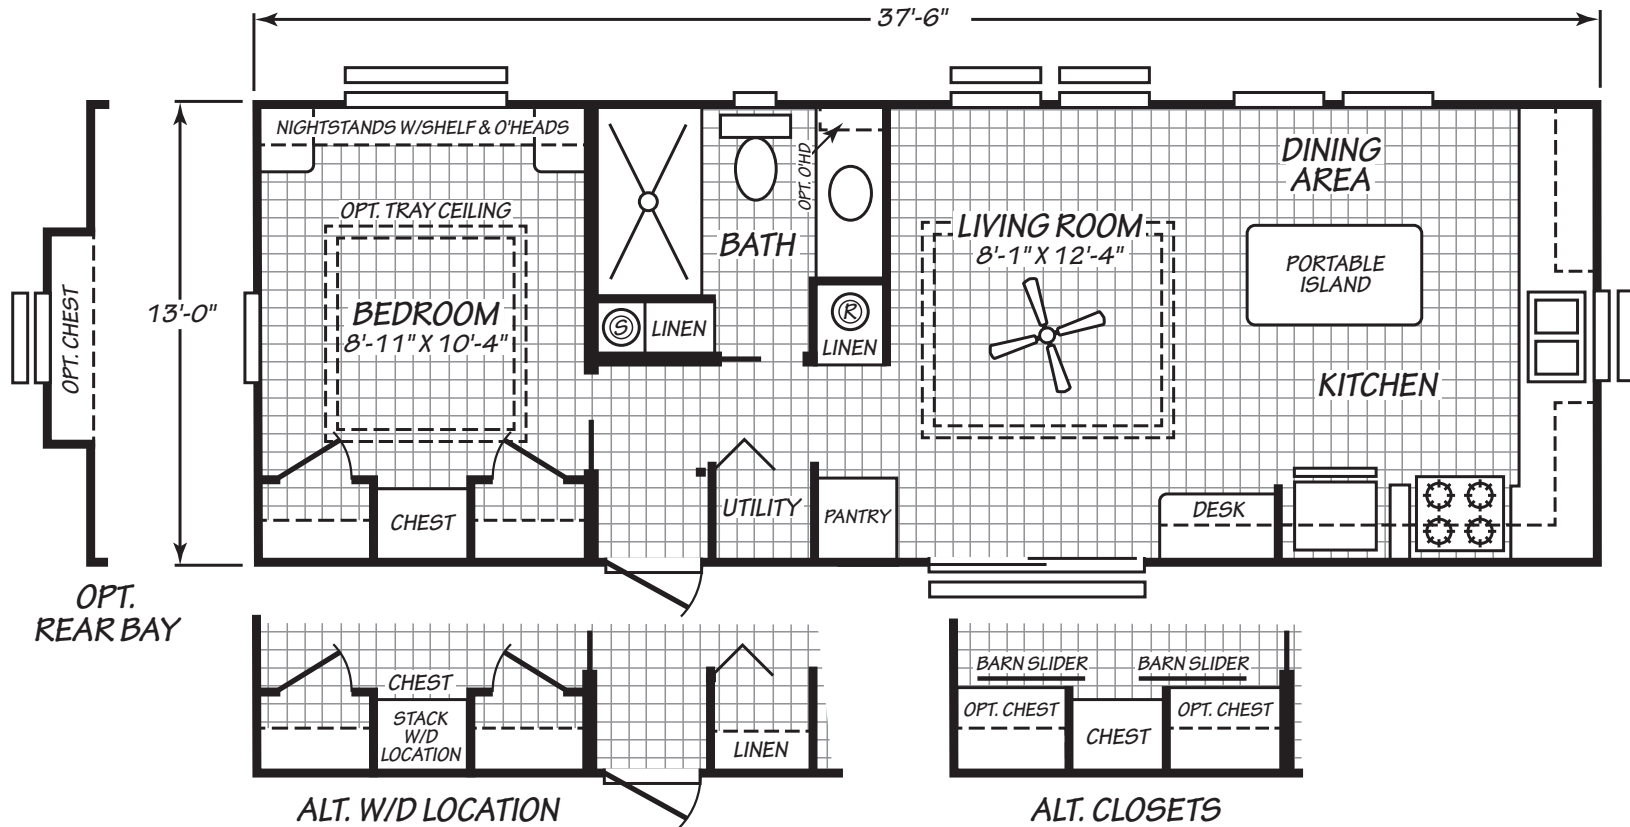 37'-6"
NIGHTSTANDS W/SHELF & O'HEADS
OPT. TRAY CEILING
BEDROOM
8'-11" X 10'-4"
CHEST
13'-0"
OPT. CHEST
OPT.
REAR BAY
OPT. O'HD
BATH
S
LINEN
R
LINEN
UTILITY
PANTRY
LIVING ROOM
8'-1" X 12'-4"
DINING
AREA
PORTABLE
ISLAND
KITCHEN
DESK
CHEST
STACK
W/D
LOCATION
LINEN
ALT. W/D LOCATION
BARN SLIDER
BARN SLIDER
OPT. CHEST
CHEST
OPT. CHEST
ALT. CLOSETS